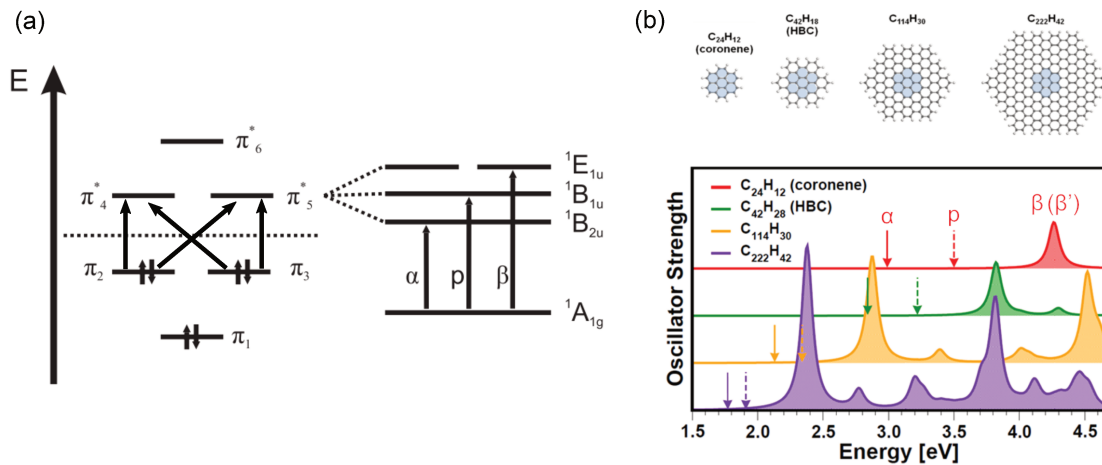 (a)
E
π*6
π*4
π*5
π2
π3
π1
¹E1u
¹B1u
¹B2u
α
p
β
¹A1g
(b)
C24H12
(coronene)
C42H18
(HBC)
C114H30
C222H42
C24H12 (coronene)
C42H28 (HBC)
C114H30
C222H42
α
p
β (β’)
Oscillator Strength
1.5 2.5 3.0 3.5 4.0 4.5
Energy [eV]